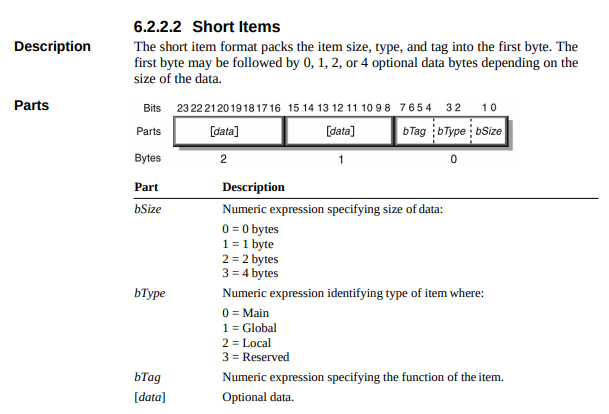 6.2.2.2 Short Items
Description The short item format packs the item size, type, and tag into the first byte. The
first byte may be followed by 0, 1, 2, or 4 optional data bytes depending on the
size of the data.
Parts
Bits 23 22 21 20 19 18 17 16 15 14 13 12 11 10 9 8 7 6 5 4 3 2 1 0
Parts [data] [data] bTag bType bSize
Bytes 2 1 0
Part Description
bSize Numeric expression specifying size of data:
0 = 0 bytes
1 = 1 byte
2 = 2 bytes
3 = 4 bytes
bType Numeric expression identifying type of item where:
0 = Main
1 = Global
2 = Local
3 = Reserved
bTag Numeric expression specifying the function of the item.
[data] Optional data.